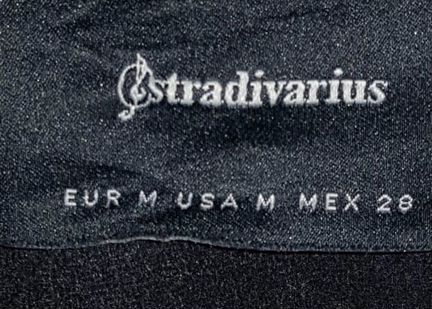 stradivarius
EUR M USA M MEX 28